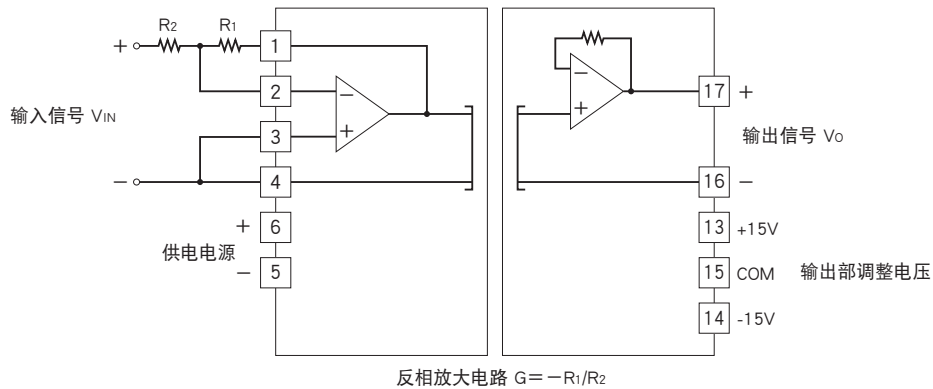 R2 R1
+ 1
2 − − 17 +
输入信号 VIN + + 输出信号 VO
3
− 4 16 −
+ 6 13 +15V
供电电源
− 5 15 COM 输出部调整电压
14 -15V
反相放大电路 G=−R1/R2